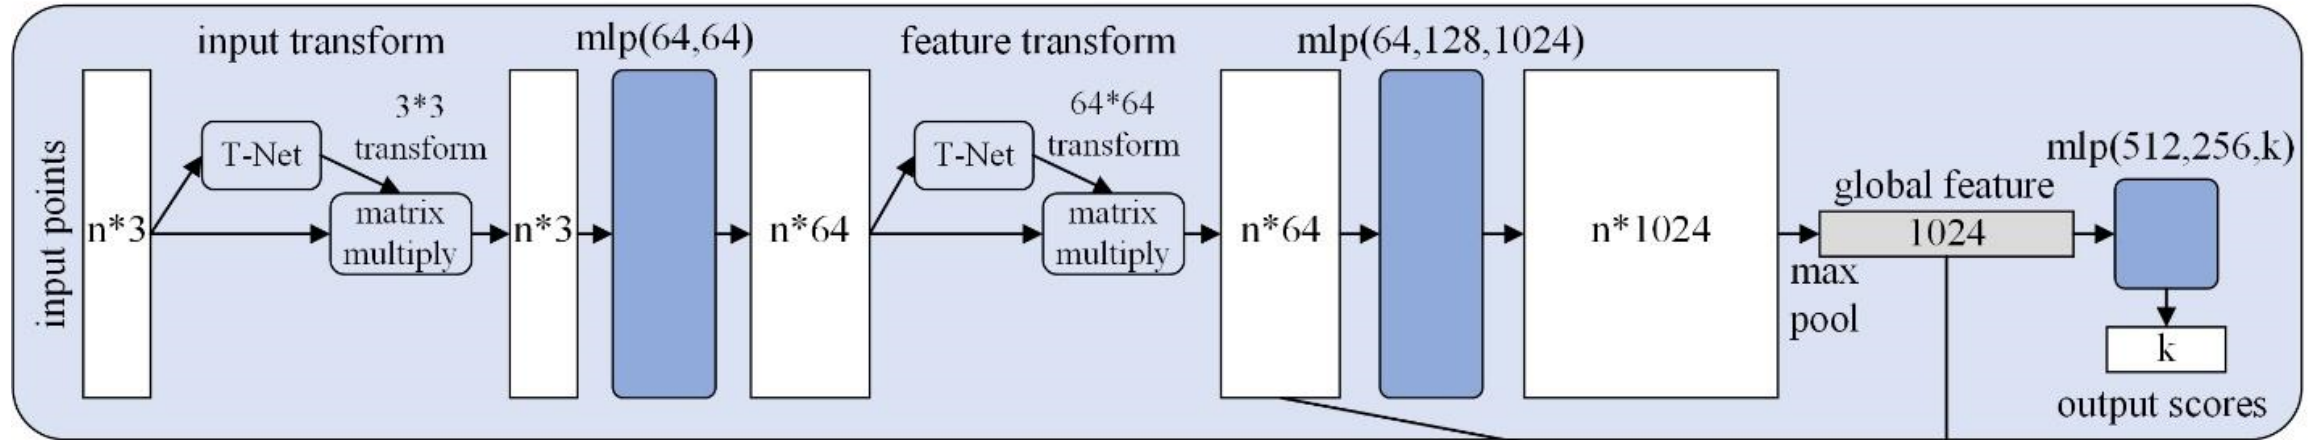 input transform
mlp(64,64)
feature transform
mlp(64,128,1024)
input points
n*3
T-Net
3*3
transform
matrix
multiply
n*3
n*64
T-Net
64*64
transform
matrix
multiply
n*64
n*1024
max
pool
global feature
1024
mlp(512,256,k)
k
output scores